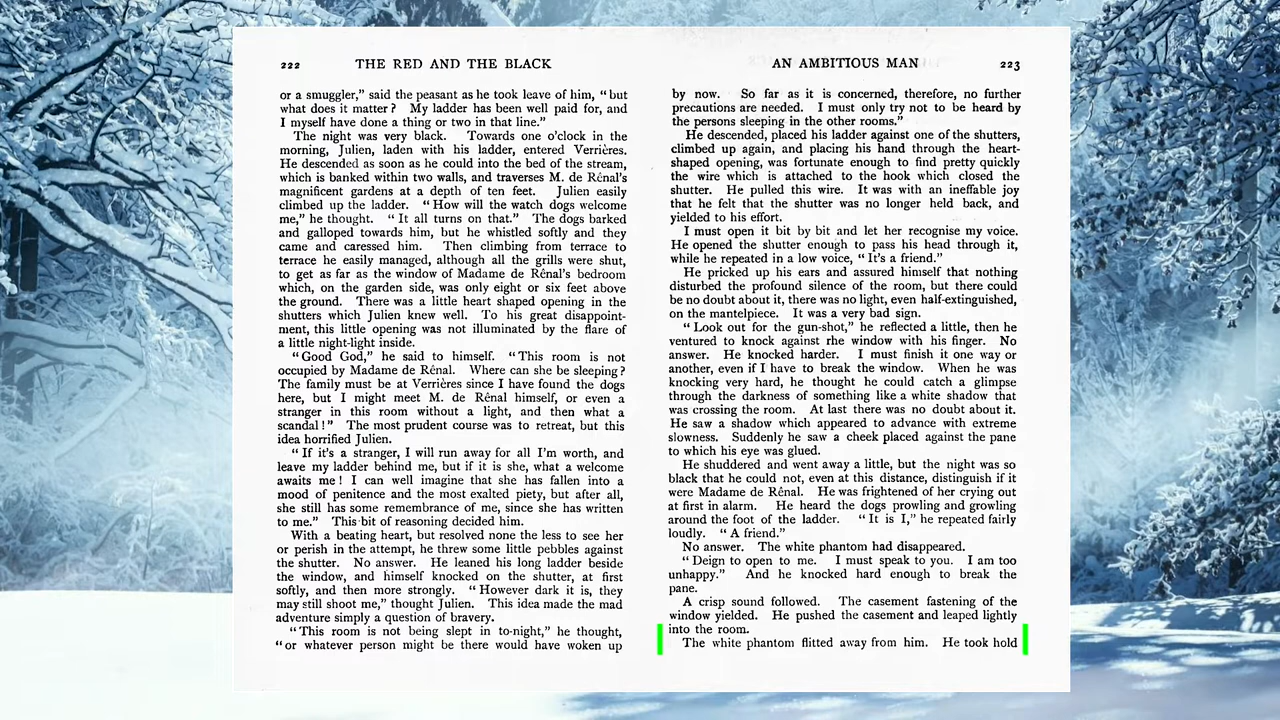 222 THE RED AND THE BLACK
or a smuggler,” said the peasant as he took leave of him, “but
what does it matter? My ladder has been well paid for, and
I myself have done a thing or two in that line.”
The night was very black. Towards one o’clock in the
morning, Julien, laden with his ladder, entered Verrières.
He descended as soon as he could into the bed of the stream,
which is banked within two walls, and traverses M. de Rênal’s
magnificent gardens at a depth of ten feet. Julien easily
climbed up the ladder. “How will the watch dogs welcome
me,” he thought. “It all turns on that.” The dogs barked
and galloped towards him, but he whistled softly and they
came and caressed him. Then climbing from terrace to
terrace he easily managed, although all the grills were shut,
to get as far as the window of Madame de Rênal’s bedroom
which, on the garden side, was only eight or six feet above
the ground. There was a little heart shaped opening in the
shutters which Julien knew well. To his great disappoint-
ment, this little opening was not illuminated by the flare of
a little night-light inside.
“Good God,” he said to himself. “This room is not
occupied by Madame de Rênal. Where can she be sleeping?
The family must be at Verrières since I have found the dogs
here, but I might meet M. de Rênal himself, or even a
stranger in this room without a light, and then what a
scandal!” The most prudent course was to retreat, but this
idea horrified Julien.
“If it’s a stranger, I will run away for all I’m worth, and
leave my ladder behind me, but if it is she, what a welcome
awaits me! I can well imagine that she has fallen into a
mood of penitence and the most exalted piety, but after all,
she still has some remembrance of me, since she has written
to me.” This bit of reasoning decided him.
With a beating heart, but resolved none the less to see her
or perish in the attempt, he threw some little pebbles against
the shutter. No answer. He leaned his long ladder beside
the window, and himself knocked on the shutter, at first
softly, and then more strongly. “However dark it is, they
may still shoot me,” thought Julien. This idea made the mad
adventure simply a question of bravery.
“This room is not being slept in to-night,” he thought,
“or whatever person might be there would have woken up
AN AMBITIOUS MAN 223
by now. So far as it is concerned, therefore, no further
precautions are needed. I must only try not to be heard by
the persons sleeping in the other rooms.”
He descended, placed his ladder against one of the shutters,
climbed up again, and placing his hand through the heart-
shaped opening, was fortunate enough to find pretty quickly
the wire which is attached to the hook which closed the
shutter. He pulled this wire. It was with an ineffable joy
that he felt that the shutter was no longer held back, and
yielded to his effort.
I must open it bit by bit and let her recognise my voice.
He opened the shutter enough to pass his head through it,
while he repeated in a low voice, “It’s a friend.”
He pricked up his ears and assured himself that nothing
disturbed the profound silence of the room, but there could
be no doubt about it, there was no light, even half-extinguished,
on the mantelpiece. It was a very bad sign.
“Look out for the gun-shot,” he reflected a little, then he
ventured to knock against rhe window with his finger. No
answer. He knocked harder. I must finish it one way or
another, even if I have to break the window. When he was
knocking very hard, he thought he could catch a glimpse
through the darkness of something like a white shadow that
was crossing the room. At last there was no doubt about it.
He saw a shadow which appeared to advance with extreme
slowness. Suddenly he saw a cheek placed against the pane
to which his eye was glued.
He shuddered and went away a little, but the night was so
black that he could not, even at this distance, distinguish if it
were Madame de Rênal. He was frightened of her crying out
at first in alarm. He heard the dogs prowling and growling
around the foot of the ladder. “It is I,” he repeated fairly
loudly. “A friend.”
No answer. The white phantom had disappeared.
“Deign to open to me. I must speak to you. I am too
unhappy.” And he knocked hard enough to break the
pane.
A crisp sound followed. The casement fastening of the
window yielded. He pushed the casement and leaped lightly
into the room.
The white phantom flitted away from him. He took hold